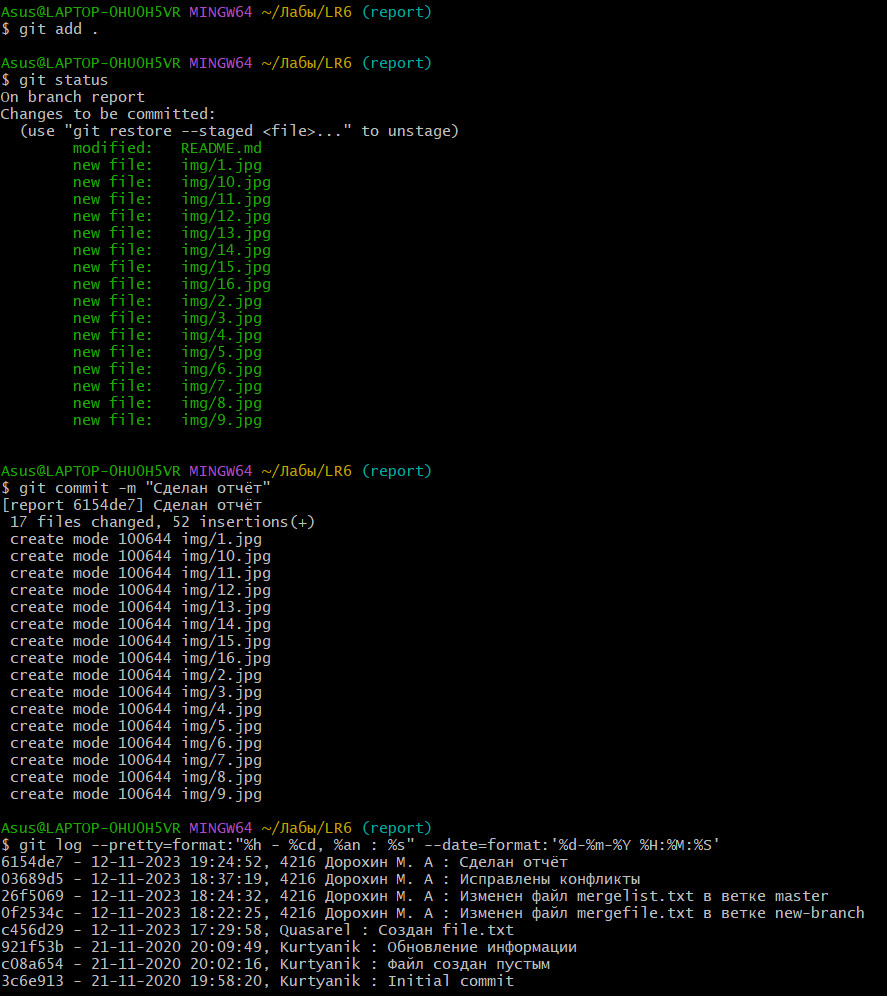 Asus@LAPTOP-0HU0H5VR MINGW64 ~/Лабы/LR6 (report)
$ git add .
Asus@LAPTOP-0HU0H5VR MINGW64 ~/Лабы/LR6 (report)
$ git status
On branch report
Changes to be committed:
  (use "git restore --staged <file>..." to unstage)
        modified:   README.md
        new file:   img/1.jpg
        new file:   img/10.jpg
        new file:   img/11.jpg
        new file:   img/12.jpg
        new file:   img/13.jpg
        new file:   img/14.jpg
        new file:   img/15.jpg
        new file:   img/16.jpg
        new file:   img/2.jpg
        new file:   img/3.jpg
        new file:   img/4.jpg
        new file:   img/5.jpg
        new file:   img/6.jpg
        new file:   img/7.jpg
        new file:   img/8.jpg
        new file:   img/9.jpg
Asus@LAPTOP-0HU0H5VR MINGW64 ~/Лабы/LR6 (report)
$ git commit -m "Сделан отчёт"
[report 6154de7] Сделан отчёт
 17 files changed, 52 insertions(+)
 create mode 100644 img/1.jpg
 create mode 100644 img/10.jpg
 create mode 100644 img/11.jpg
 create mode 100644 img/12.jpg
 create mode 100644 img/13.jpg
 create mode 100644 img/14.jpg
 create mode 100644 img/15.jpg
 create mode 100644 img/16.jpg
 create mode 100644 img/2.jpg
 create mode 100644 img/3.jpg
 create mode 100644 img/4.jpg
 create mode 100644 img/5.jpg
 create mode 100644 img/6.jpg
 create mode 100644 img/7.jpg
 create mode 100644 img/8.jpg
 create mode 100644 img/9.jpg
Asus@LAPTOP-0HU0H5VR MINGW64 ~/Лабы/LR6 (report)
$ git log --pretty=format:"%h - %cd, %an : %s" --date=format:'%d-%m-%Y %H:%M:%S'
6154de7 - 12-11-2023 19:24:52, 4216 Дорохин М. А : Сделан отчёт
03689d5 - 12-11-2023 18:37:19, 4216 Дорохин М. А : Исправлены конфликты
26f5069 - 12-11-2023 18:24:32, 4216 Дорохин М. А : Изменен файл mergelist.txt в ветке master
0f2534c - 12-11-2023 18:22:25, 4216 Дорохин М. А : Изменен файл mergefile.txt в ветке new-branch
c456d29 - 12-11-2023 17:29:58, Quasarel : Создан file.txt
921f53b - 21-11-2020 20:09:49, Kurtyanik : Обновление информации
c08a654 - 21-11-2020 20:02:16, Kurtyanik : Файл создан пустым
3c6e913 - 21-11-2020 19:58:20, Kurtyanik : Initial commit